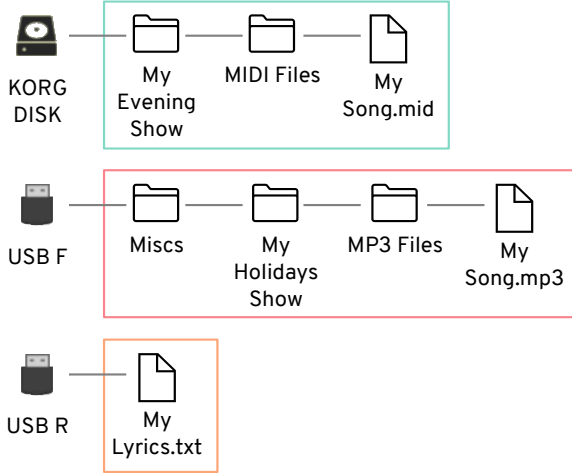 KORG
DISK
My
Evening
Show
MIDI Files
My
Song.mid
USB F
Miscs
My
Holidays
Show
MP3 Files
My
Song.mp3
USB R
My
Lyrics.txt